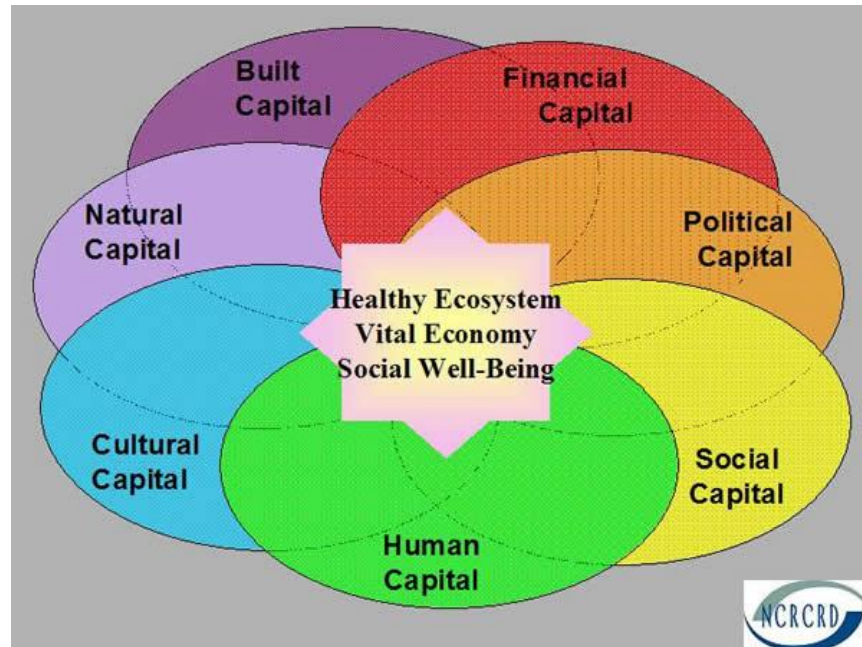 Built
Capital
Financial
Capital
Natural
Capital
Political
Capital
Healthy Ecosystem
Vital Economy
Social Well-Being
Cultural
Capital
Social
Capital
Human
Capital
NCRCRD